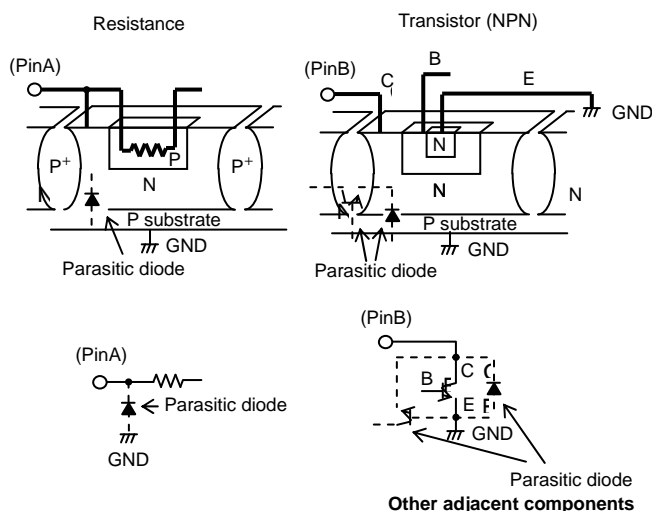 Resistance
Transistor (NPN)
(PinA)
(PinB)
C
B
E
GND
P+
P
P+
N
N
N
N
P substrate
GND
Parasitic diode
P substrate
GND
Parasitic diode
(PinA)
Parasitic diode
GND
(PinB)
C
B
E
GND
Parasitic diode
Other adjacent components